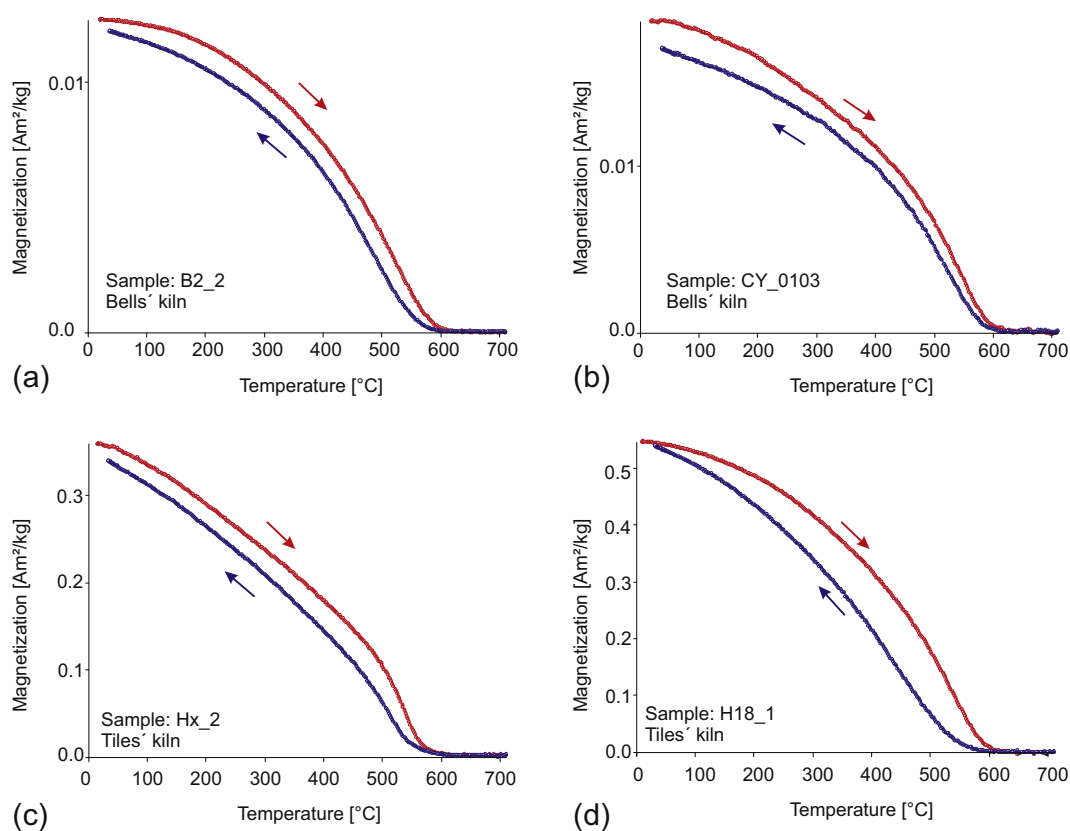 Magnetization [Am²/kg]
0.01
0.0
Sample: B2_2
Bells´ kiln
0 100 200 300 400 500 600 700
Temperature [°C]
(a)
Magnetization [Am²/kg]
0.01
0.0
Sample: CY_0103
Bells´ kiln
0 100 200 300 400 500 600 700
Temperature [°C]
(b)
Magnetization [Am²/kg]
0.3
0.2
0.1
0.0
Sample: Hx_2
Tiles´ kiln
0 100 200 300 400 500 600 700
Temperature [°C]
(c)
Magnetization [Am²/kg]
0.5
0.4
0.3
0.2
0.1
0.0
Sample: H18_1
Tiles´ kiln
0 100 200 300 400 500 600 700
Temperature [°C]
(d)